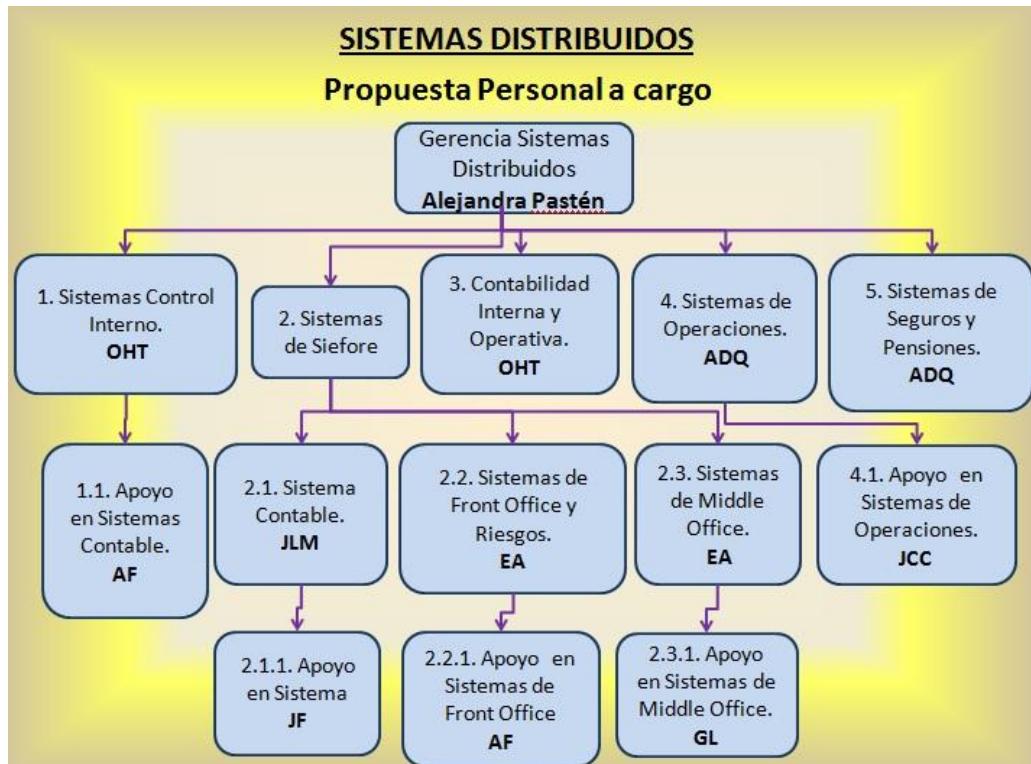 SISTEMAS DISTRIBUIDOS
Propuesta Personal a cargo
Gerencia Sistemas
Distribuidos
Alejandra Pastén
1. Sistemas Control
Interno.
OHT
2. Sistemas
de Siefore
3. Contabilidad
Interna y
Operativa.
OHT
4. Sistemas de
Operaciones.
ADQ
5. Sistemas de
Seguros y
Pensiones.
ADQ
1.1. Apoyo
en Sistemas
Contable.
AF
2.1. Sistema
Contable.
JLM
2.2. Sistemas de
Front Office y
Riesgos.
EA
2.3. Sistemas
de Middle
Office.
EA
4.1. Apoyo en
Sistemas de
Operaciones.
JCC
2.1.1. Apoyo
en Sistema
JF
2.2.1. Apoyo en
Sistemas de
Front Office
AF
2.3.1. Apoyo
en Sistemas de
Middle Office.
GL